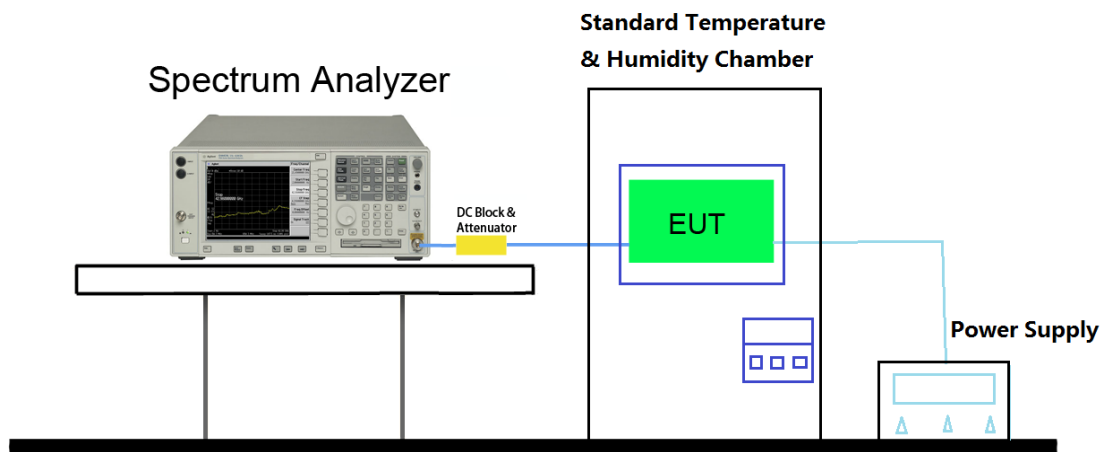 Standard Temperature
& Humidity Chamber
Spectrum Analyzer
DC Block &
Attenuator
EUT
Power Supply